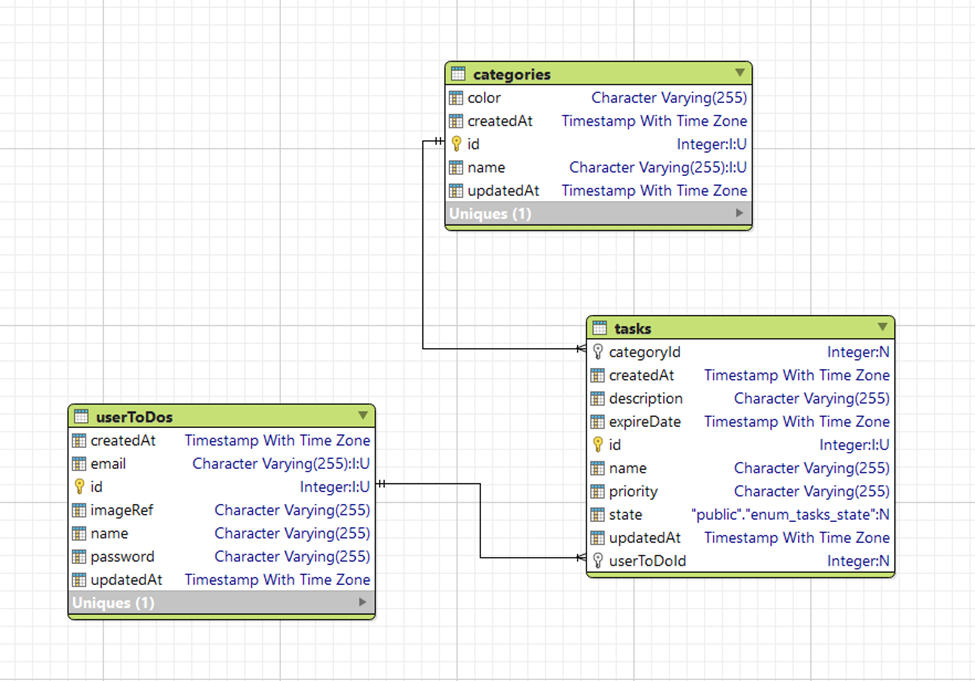 categories
color Character Varying(255)
createdAt Timestamp With Time Zone
id Integer:I:U
name Character Varying(255):I:U
updatedAt Timestamp With Time Zone
Uniques (1)
tasks
categoryId Integer:N
createdAt Timestamp With Time Zone
description Character Varying(255)
expireDate Timestamp With Time Zone
id Integer:I:U
name Character Varying(255)
priority Character Varying(255)
state "public"."enum_tasks_state":N
updatedAt Timestamp With Time Zone
userToDoId Integer:N
userToDos
createdAt Timestamp With Time Zone
email Character Varying(255):I:U
id Integer:I:U
imageRef Character Varying(255)
name Character Varying(255)
password Character Varying(255)
updatedAt Timestamp With Time Zone
Uniques (1)